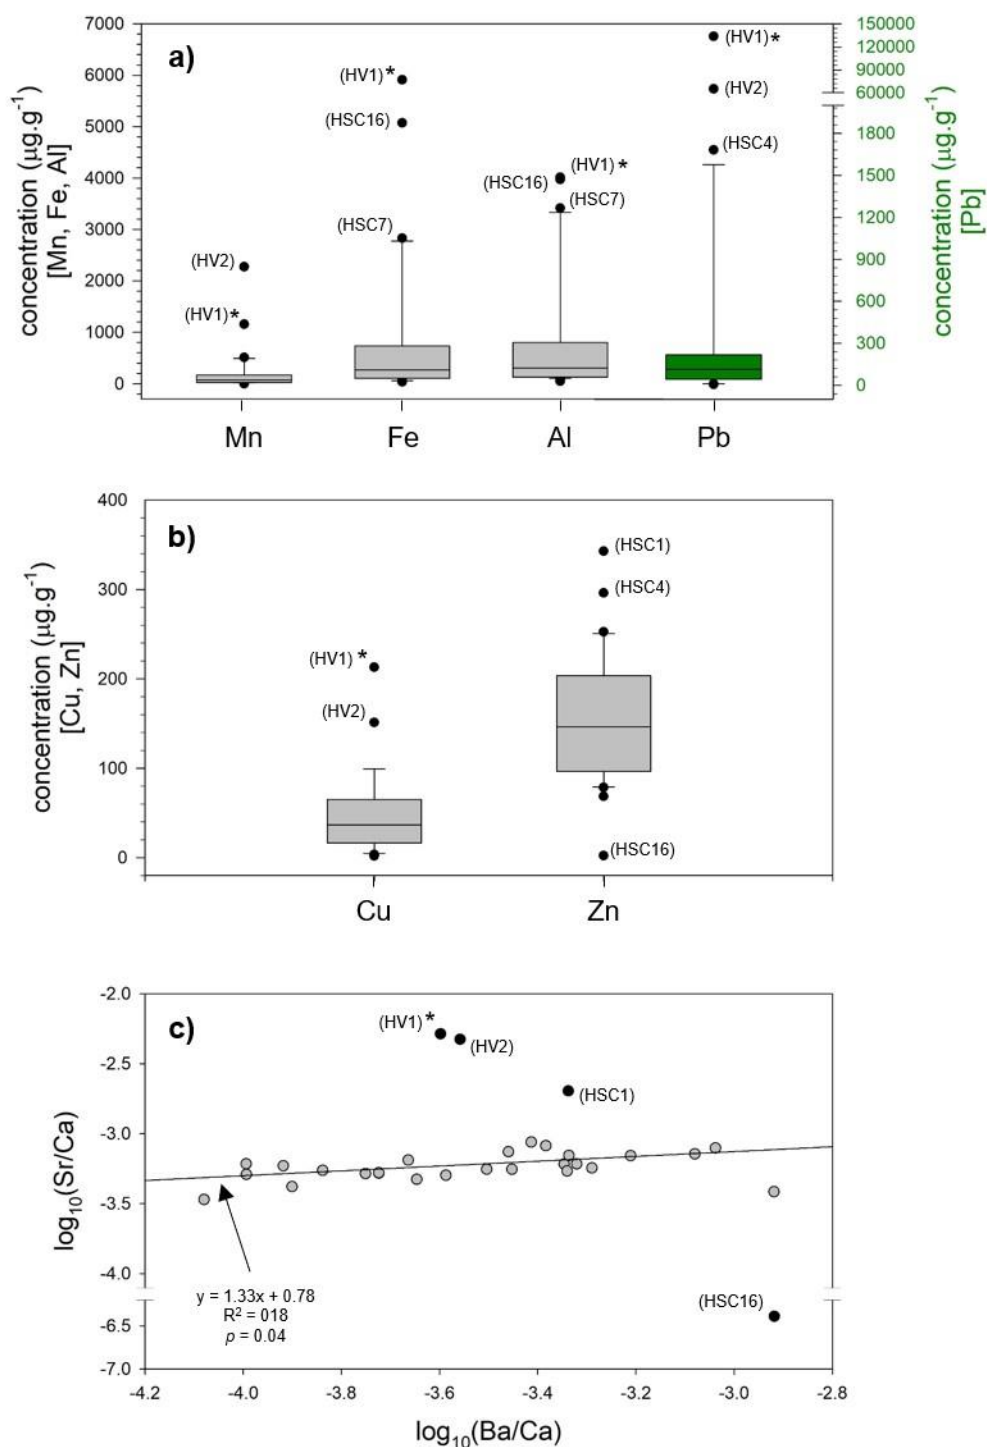 a)
concentration (µg.g⁻¹)
[Mn, Fe, Al]
7000
6000
5000
4000
3000
2000
1000
0
150000
120000
90000
60000
1800
1500
1200
900
600
300
0
concentration (µg.g⁻¹)
[Pb]
(HV2)
(HV1)*
(HV1)*
(HSC16)
(HSC7)
(HV1)*
(HSC16)
(HSC7)
(HV1)*
(HV2)
(HSC4)
Mn Fe Al Pb
b)
concentration (µg.g⁻¹)
[Cu, Zn]
400
300
200
100
0
(HV1)*
(HV2)
(HSC1)
(HSC4)
(HSC16)
Cu Zn
c)
log₁₀(Sr/Ca)
-2.0
-2.5
-3.0
-3.5
-4.0
-6.5
-7.0
(HV1)*
(HV2)
(HSC1)
(HSC16)
y = 1.33x + 0.78
R² = 018
p = 0.04
-4.2 -4.0 -3.8 -3.6 -3.4 -3.2 -3.0 -2.8
log₁₀(Ba/Ca)